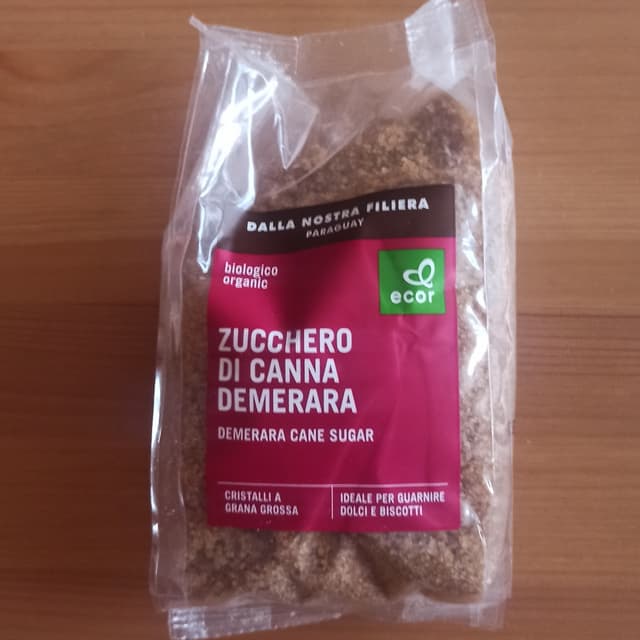 DALLA NOSTRA FILIERA
PARAGUAY
biologico
organic
ecor
ZUCCHERO
DI CANNA
DEMERARA
DEMERARA CANE SUGAR
CRISTALLI A
GRANA GROSSA
IDEALE PER GUARNIRE
DOLCI E BISCOTTI